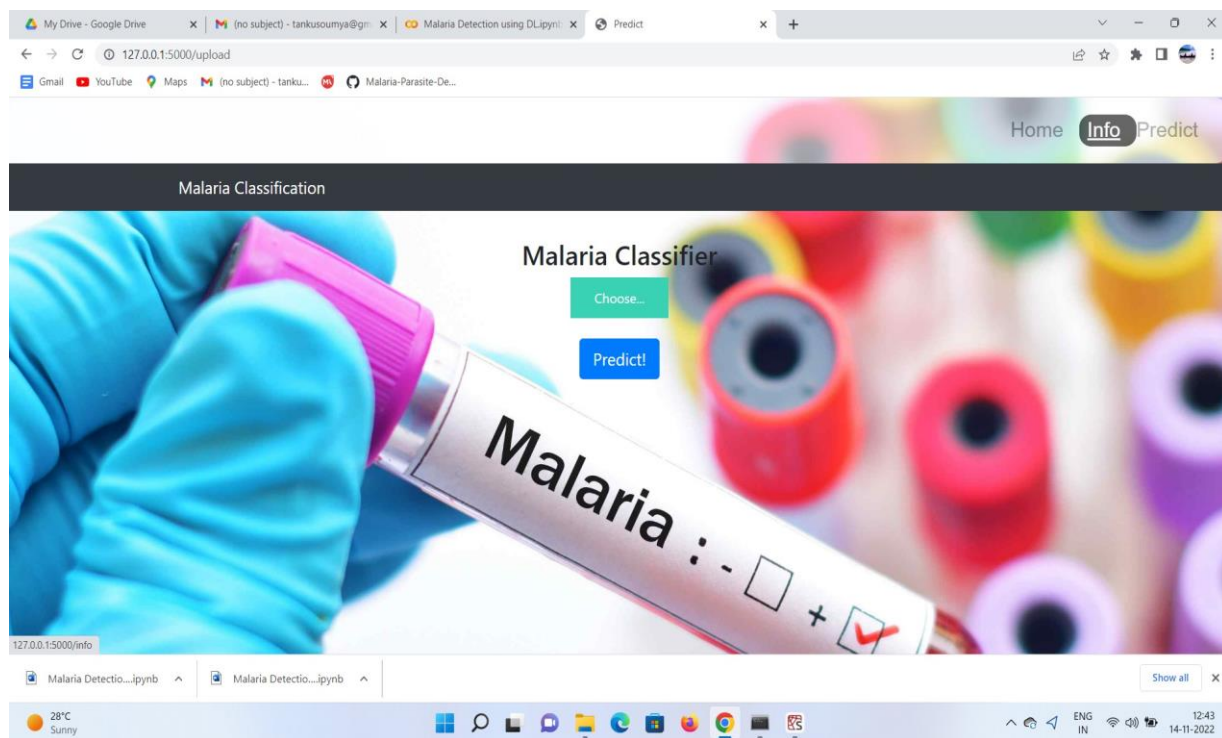 My Drive - Google Drive
(no subject) - tankusoumya@gm
Malaria Detection using DL.ipynb
Predict
127.0.0.1:5000/upload
Gmail
YouTube
Maps
(no subject) - tanku...
Malaria-Parasite-De...
Home
Info
Predict
Malaria Classification
Malaria Classifier
Choose...
Predict!
Malaria : -
+
127.0.0.1:5000/info
Malaria Detectio....ipynb
Malaria Detectio....ipynb
Show all
28°C
Sunny
ENG
IN
12:43
14-11-2022